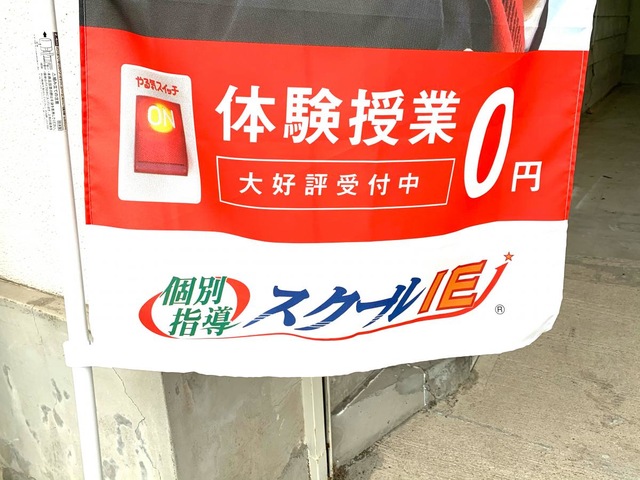 やる気スイッチ
ON
体験授業
0円
大好評受付中
個別
指導
スクールIE
®